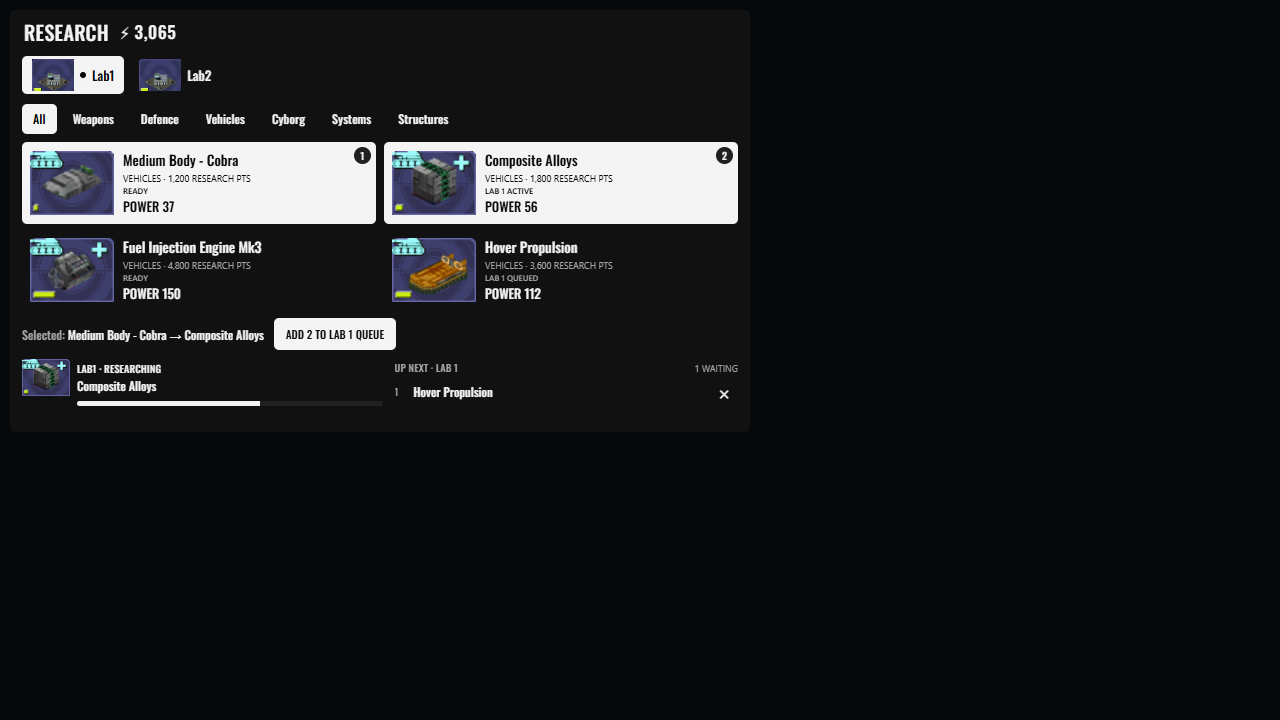 RESEARCH ⚡ 3,065
Lab1 Lab2
All Weapons Defence Vehicles Cyborg Systems Structures
Medium Body - Cobra 1
VEHICLES · 1,200 RESEARCH PTS
READY
POWER 37
Composite Alloys 2
VEHICLES · 1,800 RESEARCH PTS
LAB 1 ACTIVE
POWER 56
Fuel Injection Engine Mk3
VEHICLES · 4,800 RESEARCH PTS
READY
POWER 150
Hover Propulsion
VEHICLES · 3,600 RESEARCH PTS
LAB 1 QUEUED
POWER 112
Selected: Medium Body - Cobra → Composite Alloys ADD 2 TO LAB 1 QUEUE
LAB1 · RESEARCHING
Composite Alloys
UP NEXT · LAB 1 1 WAITING
1 Hover Propulsion ✕